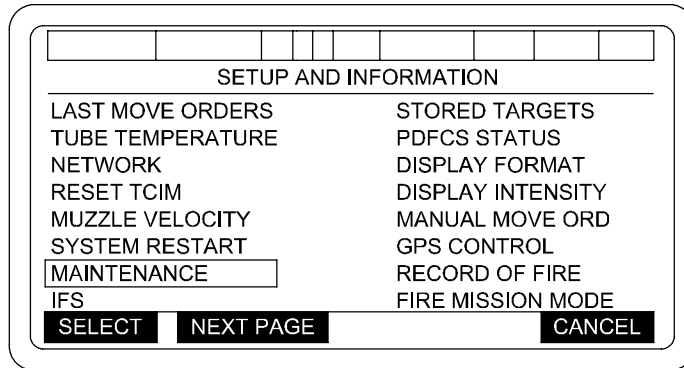 SETUP AND INFORMATION
LAST MOVE ORDERS STORED TARGETS
TUBE TEMPERATURE PDFCS STATUS
NETWORK DISPLAY FORMAT
RESET TCIM DISPLAY INTENSITY
MUZZLE VELOCITY MANUAL MOVE ORD
SYSTEM RESTART GPS CONTROL
MAINTENANCE RECORD OF FIRE
IFS FIRE MISSION MODE
SELECT NEXT PAGE CANCEL